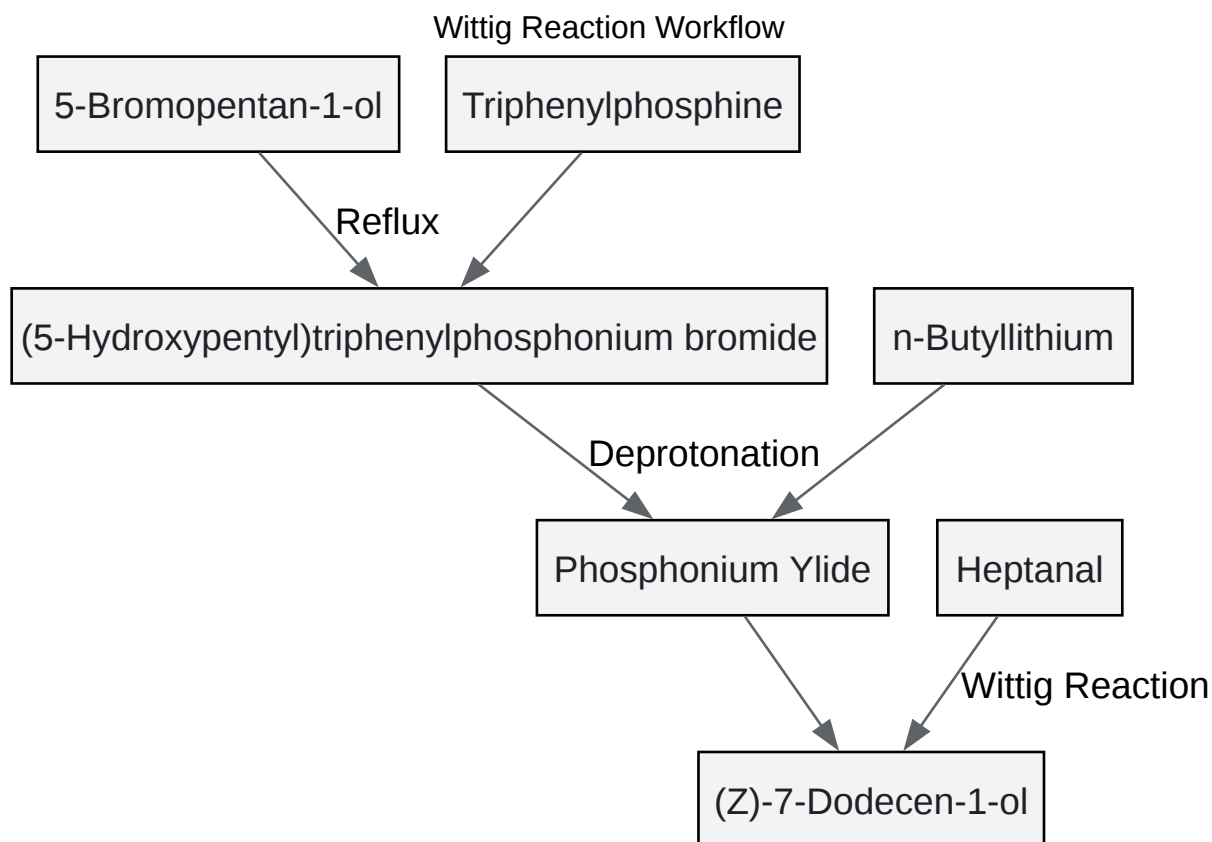 Wittig Reaction Workflow
5-Bromopentan-1-ol
Triphenylphosphine
Reflux
(5-Hydroxypentyl)triphenylphosphonium bromide
n-Butyllithium
Deprotonation
Phosphonium Ylide
Heptanal
Wittig Reaction
(Z)-7-Dodecen-1-ol